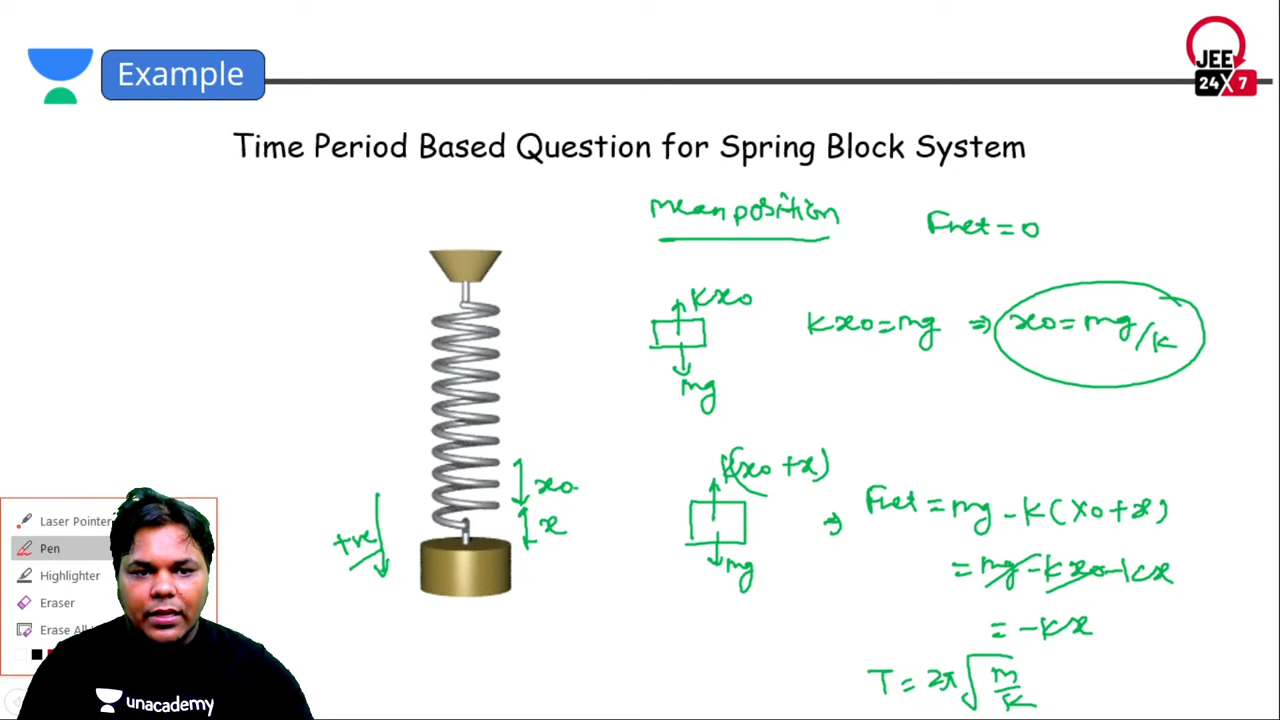 Example
JEE
24X7
Time Period Based Question for Spring Block System
mean position
Fnet = 0
kx0
kx0 = mg ⇒ x0 = mg/k
mg
k(x0 + x)
x0
x
+ve
mg
⇒ Fnet = mg - k(x0 + x)
= mg - kx0 - kx
= -kx
T = 2π√m/k
Laser Pointer
Pen
Highlighter
Eraser
Erase All
unacademy